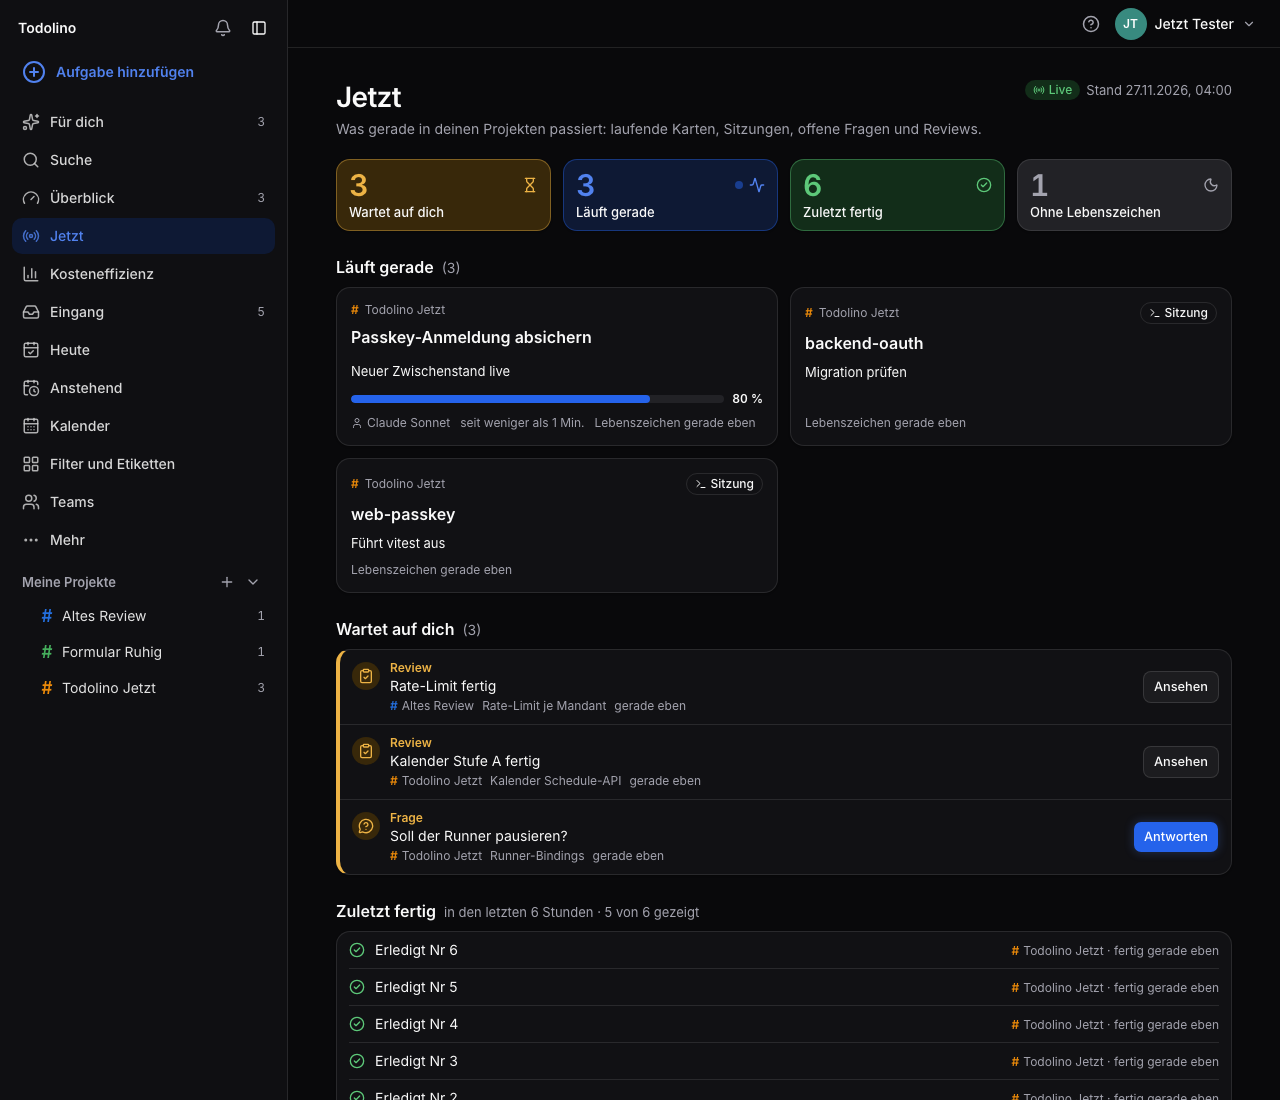 Todolino
Aufgabe hinzufügen
Für dich 3
Suche
Überblick 3
Jetzt
Kosteneffizienz
Eingang 5
Heute
Anstehend
Kalender
Filter und Etiketten
Teams
Mehr
Meine Projekte
# Altes Review 1
# Formular Ruhig 1
# Todolino Jetzt 3
JT Jetzt Tester
Jetzt
Live Stand 27.11.2026, 04:00
Was gerade in deinen Projekten passiert: laufende Karten, Sitzungen, offene Fragen und Reviews.
3
Wartet auf dich
3
Läuft gerade
6
Zuletzt fertig
1
Ohne Lebenszeichen
Läuft gerade (3)
# Todolino Jetzt
Passkey-Anmeldung absichern
Neuer Zwischenstand live
80 %
Claude Sonnet seit weniger als 1 Min. Lebenszeichen gerade eben
# Todolino Jetzt Sitzung
backend-oauth
Migration prüfen
Lebenszeichen gerade eben
# Todolino Jetzt Sitzung
web-passkey
Führt vitest aus
Lebenszeichen gerade eben
Wartet auf dich (3)
Review
Rate-Limit fertig
# Altes Review Rate-Limit je Mandant gerade eben
Ansehen
Review
Kalender Stufe A fertig
# Todolino Jetzt Kalender Schedule-API gerade eben
Ansehen
Frage
Soll der Runner pausieren?
# Todolino Jetzt Runner-Bindings gerade eben
Antworten
Zuletzt fertig in den letzten 6 Stunden · 5 von 6 gezeigt
Erledigt Nr 6 # Todolino Jetzt · fertig gerade eben
Erledigt Nr 5 # Todolino Jetzt · fertig gerade eben
Erledigt Nr 4 # Todolino Jetzt · fertig gerade eben
Erledigt Nr 3 # Todolino Jetzt · fertig gerade eben
Erledigt Nr 2 # Todolino Jetzt · fertig gerade eben